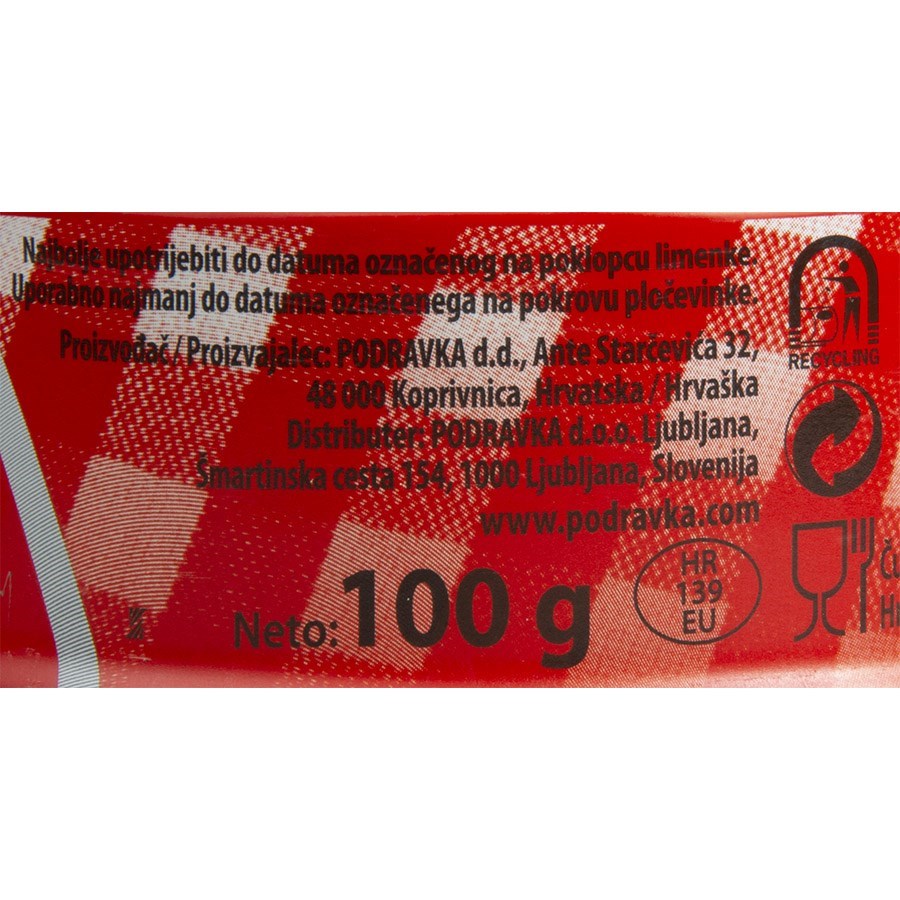 Najbolje upotrijebiti do datuma označenog na poklopcu limenke.
Uporabno najmanj do datuma označenega na pokrovu pločevinke.
Proizvođač/Proizvajalec: PODRAVKA d.d., Ante Starčevića 32,
48 000 Koprivnica, Hrvatska / Hrvaška
Distributer: PODRAVKA d.o.o. Ljubljana,
Šmartinska cesta 154, 1000 Ljubljana, Slovenija
www.podravka.com
RECYCLING
Neto: 100 g
HR
139
EU